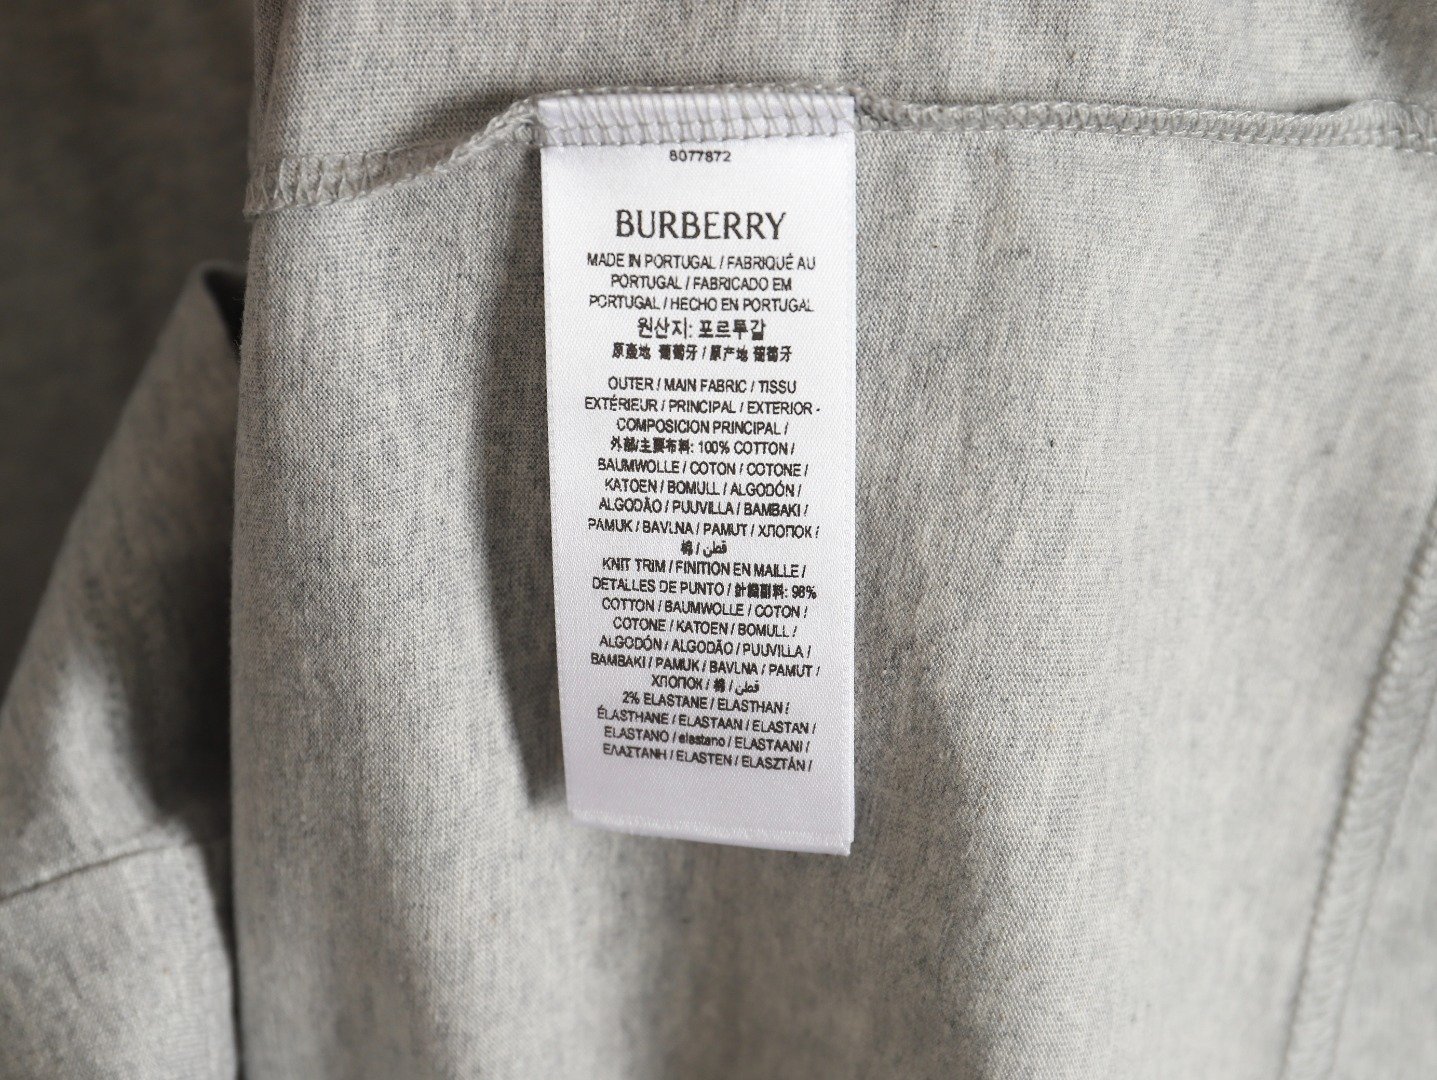 8077872
BURBERRY
MADE IN PORTUGAL / FABRIQUÉ AU
PORTUGAL / FABRICADO EM
PORTUGAL / HECHO EN PORTUGAL
원산지: 포르투갈
原產地 葡萄牙 / 原产地 葡萄牙
OUTER / MAIN FABRIC / TISSU
EXTÉRIEUR / PRINCIPAL / EXTERIOR -
COMPOSICION PRINCIPAL /
外部/主要布料: 100% COTTON /
BAUMWOLLE / COTON / COTONE /
KATOEN / BOMULL / ALGODÓN /
ALGODÃO / PUUVILLA / BAMBAKI /
PAMUK / BAVLNA / PAMUT / ХЛОПОК /
棉 / قطن /
KNIT TRIM / FINITION EN MAILLE /
DETALLES DE PUNTO / 針織副料: 98%
COTTON / BAUMWOLLE / COTON /
COTONE / KATOEN / BOMULL /
ALGODÓN / ALGODÃO / PUUVILLA /
BAMBAKI / PAMUK / BAVLNA / PAMUT /
ХЛОПОК / 棉 / قطن /
2% ELASTANE / ELASTHAN /
ÉLASTHANE / ELASTAAN / ELASTAN /
ELASTANO / elastano / ELASTAANI /
ΕΛΑΣΤΑΝΗ / ELASTEN / ELASZTÁN /